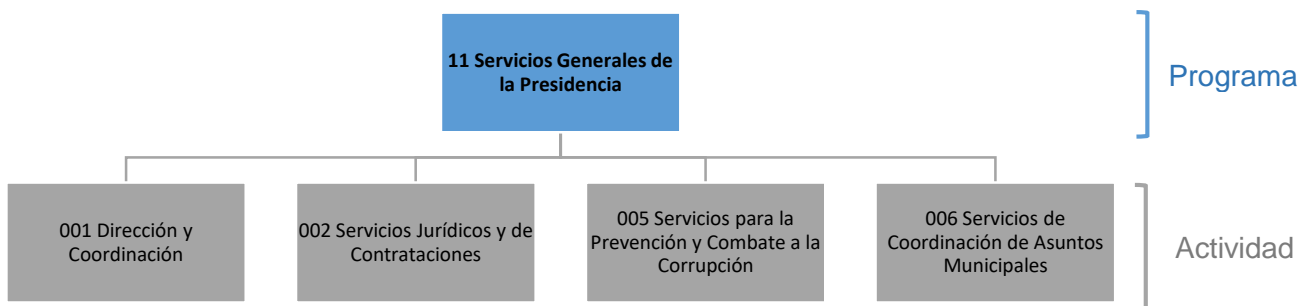 11 Servicios Generales de
la Presidencia
Programa
001 Dirección y
Coordinación
002 Servicios Jurídicos y de
Contrataciones
005 Servicios para la
Prevención y Combate a la
Corrupción
006 Servicios de
Coordinación de Asuntos
Municipales
Actividad